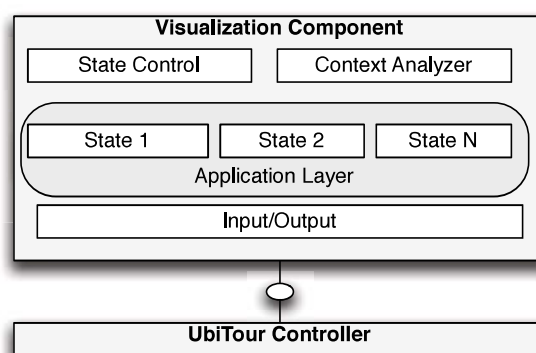 Visualization Component
State Control
Context Analyzer
State 1
State 2
State N
Application Layer
Input/Output
UbiTour Controller